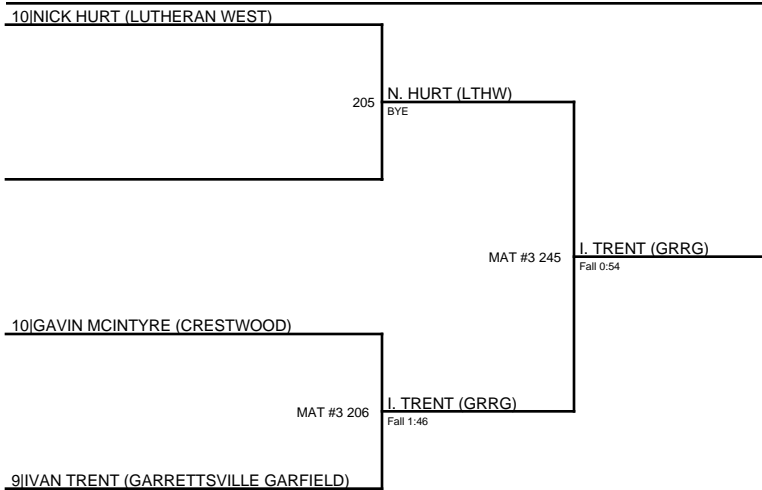 10|NICK HURT (LUTHERAN WEST)
205
N. HURT (LTHW)
BYE
MAT #3 245
I. TRENT (GRRG)
Fall 0:54
10|GAVIN MCINTYRE (CRESTWOOD)
MAT #3 206
I. TRENT (GRRG)
Fall 1:46
9|IVAN TRENT (GARRETTSVILLE GARFIELD)